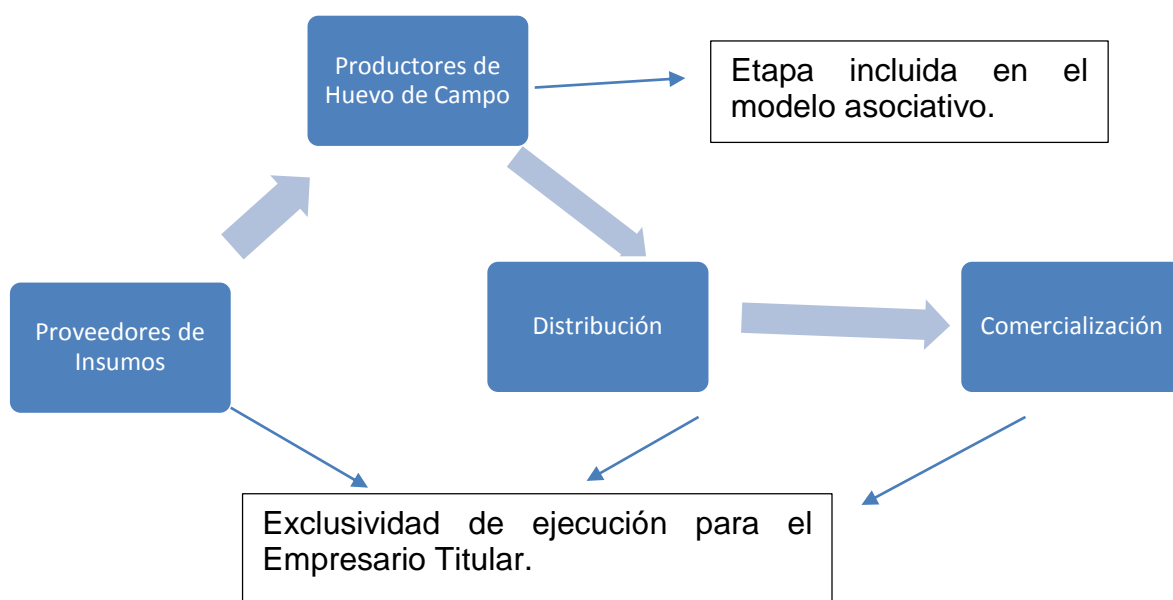 Productores de
Huevo de Campo
Etapa incluida en el
modelo asociativo.
Proveedores de
Insumos
Distribución
Comercialización
Exclusividad de ejecución para el
Empresario Titular.